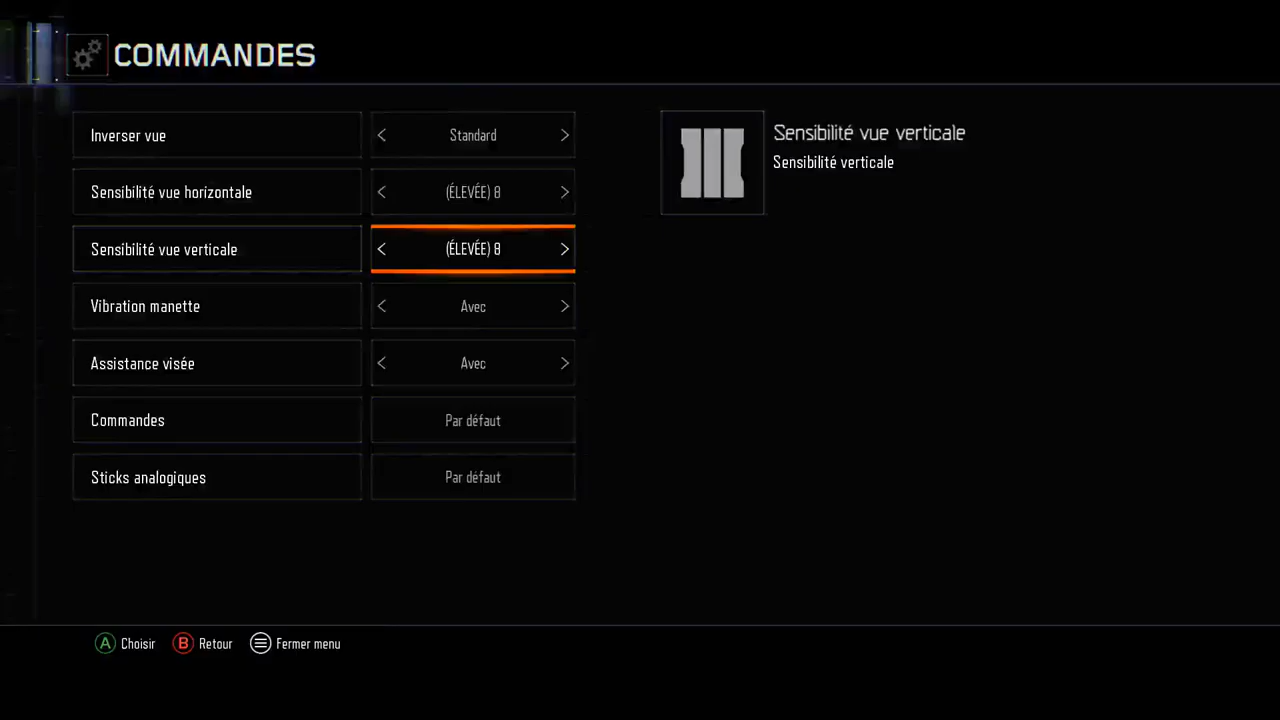 COMMANDES
Inverser vue
Standard
Sensibilité vue horizontale
(ÉLEVÉE) 8
Sensibilité vue verticale
(ÉLEVÉE) 8
Vibration manette
Avec
Assistance visée
Avec
Commandes
Par défaut
Sticks analogiques
Par défaut
Sensibilité vue verticale
Sensibilité verticale
A Choisir
B Retour
Fermer menu